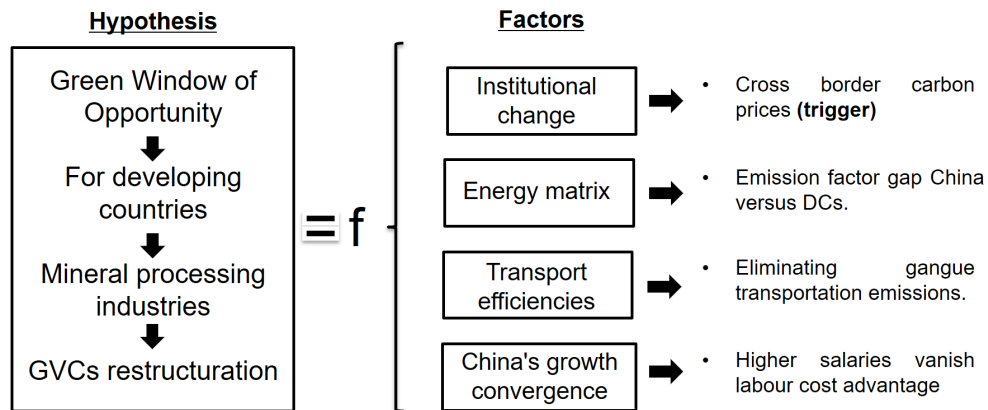 Hypothesis
Green Window of
Opportunity
For developing
countries
Mineral processing
industries
GVCs restructuration
= f
Factors
Institutional
change
• Cross border carbon
prices (trigger)
Energy matrix
• Emission factor gap China
versus DCs.
Transport
efficiencies
• Eliminating gangue
transportation emissions.
China's growth
convergence
• Higher salaries vanish
labour cost advantage